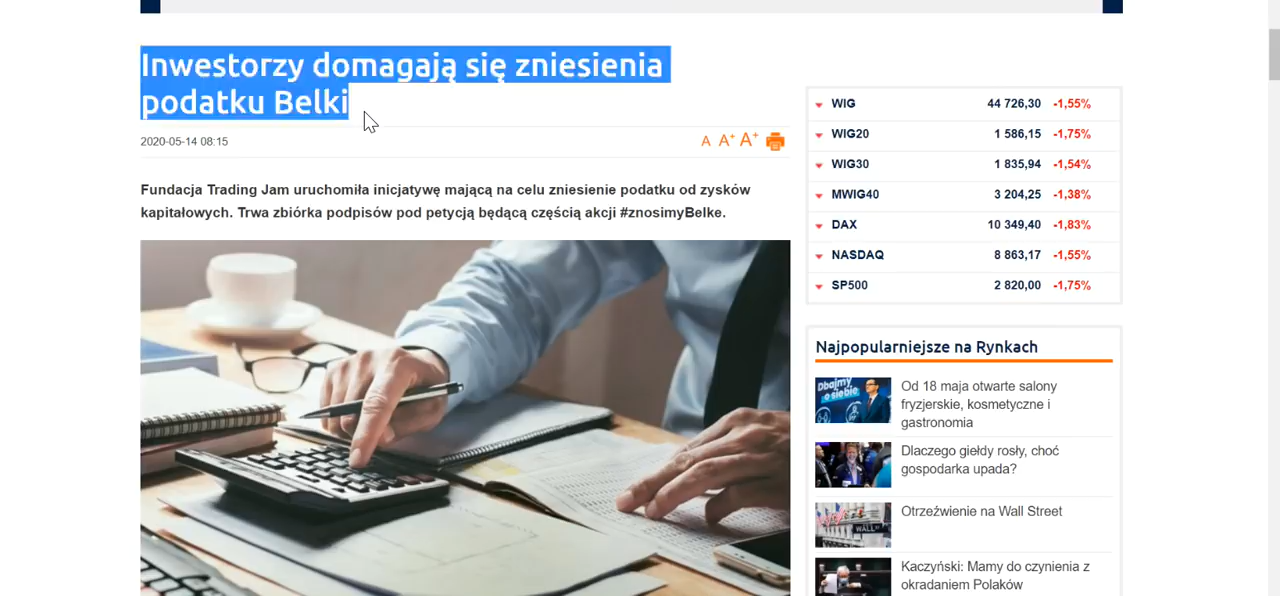 Inwestorzy domagają się zniesienia
podatku Belki
2020-05-14 08:15
A A+ A+
Fundacja Trading Jam uruchomiła inicjatywę mającą na celu zniesienie podatku od zysków
kapitałowych. Trwa zbiórka podpisów pod petycją będącą częścią akcji #znosimyBelke.
WIG 44 726,30 -1,55%
WIG20 1 586,15 -1,75%
WIG30 1 835,94 -1,54%
MWIG40 3 204,25 -1,38%
DAX 10 349,40 -1,83%
NASDAQ 8 863,17 -1,55%
SP500 2 820,00 -1,75%
Najpopularniejsze na Rynkach
Dbajmy
o siebie
Od 18 maja otwarte salony
fryzjerskie, kosmetyczne i
gastronomia
Dlaczego giełdy rosły, choć
gospodarka upada?
WALL
Otrzeźwienie na Wall Street
Kaczyński: Mamy do czynienia z
okradaniem Polaków